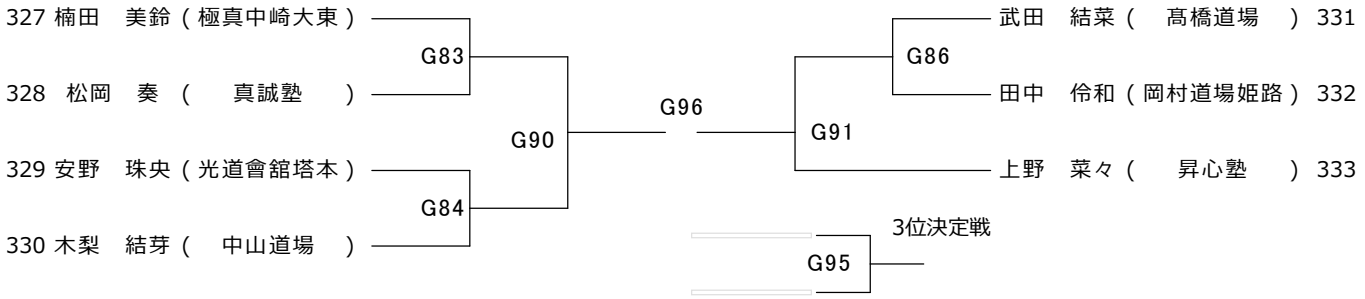 327 楠田　美鈴 ( 極真中崎大東 )
G83
328　松岡　奏　(　　真誠塾　　)
G90
329 安野　珠央 ( 光道會舘塔本 )
G84
330 木梨　結芽 (　中山道場　)
G96
武田　結菜 (　髙橋道場　) 331
G86
田中　伶和 ( 岡村道場姫路 ) 332
G91
上野　菜々 (　　昇心塾　　) 333
3位決定戦
G95